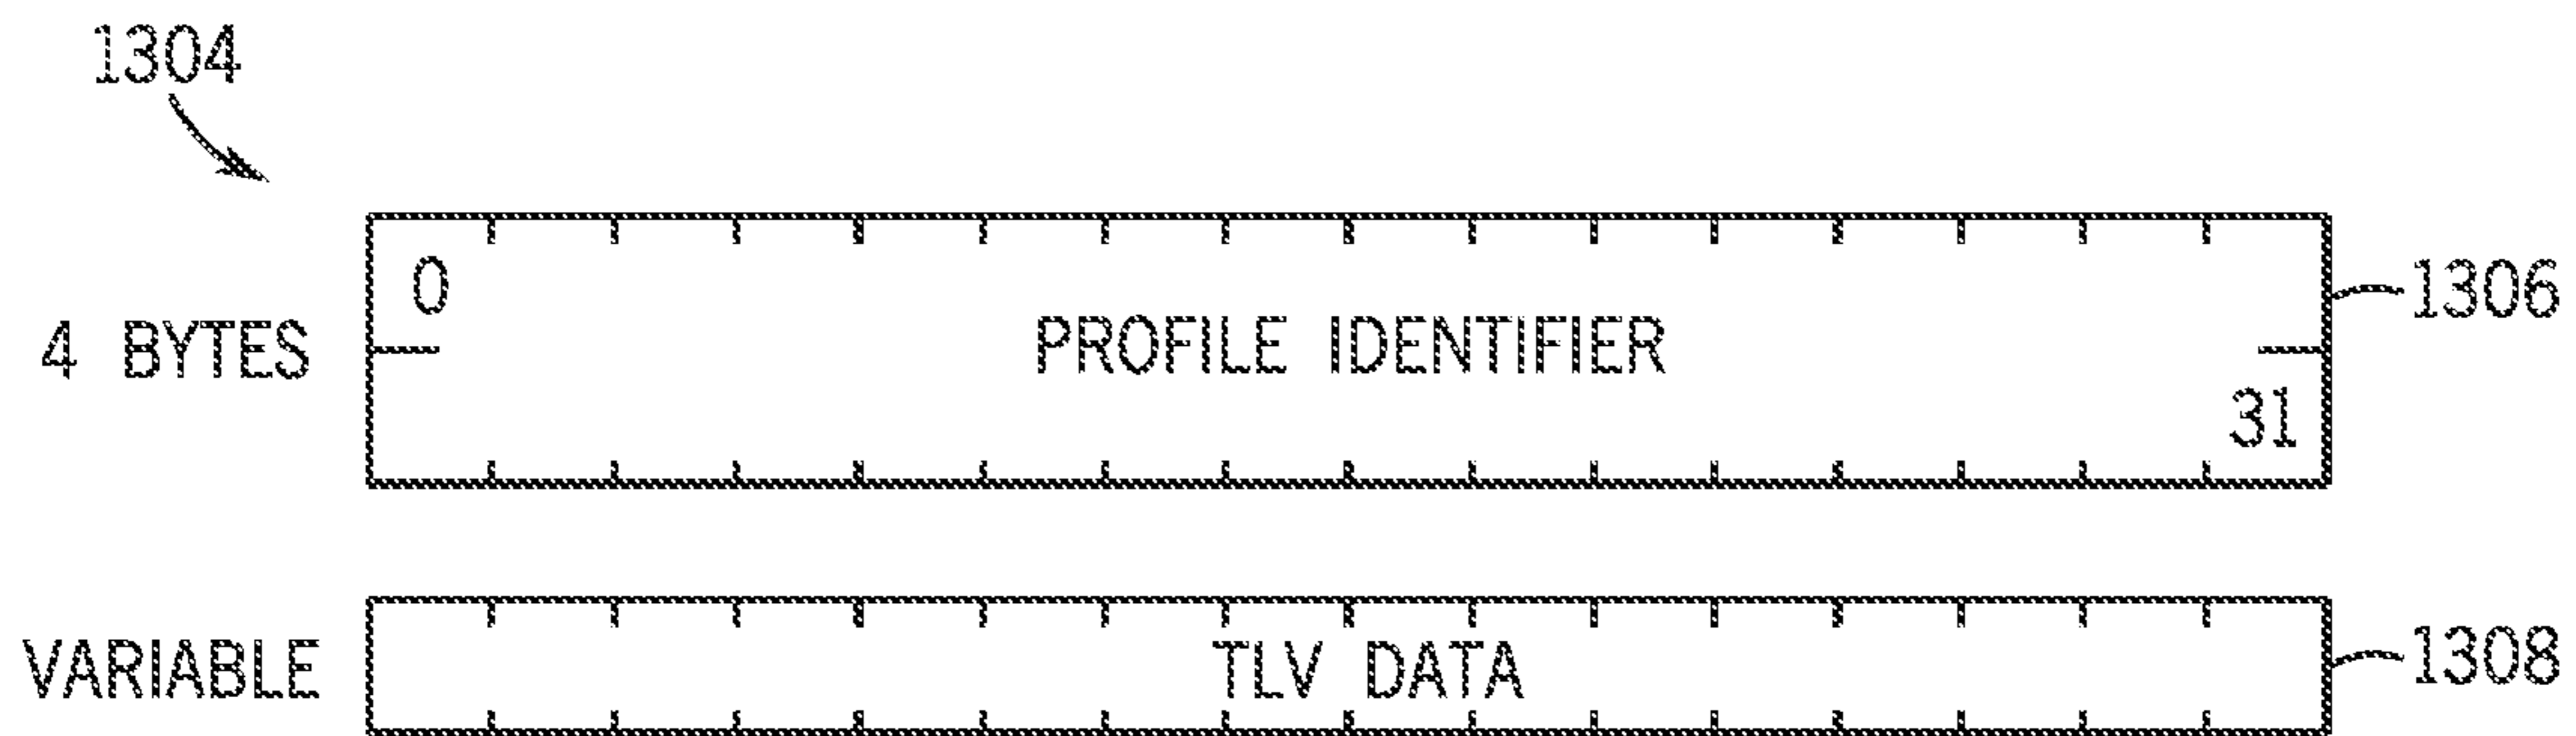 1304
0
4 BYTES PROFILE IDENTIFIER 1306
31
VARIABLE TLV DATA 1308